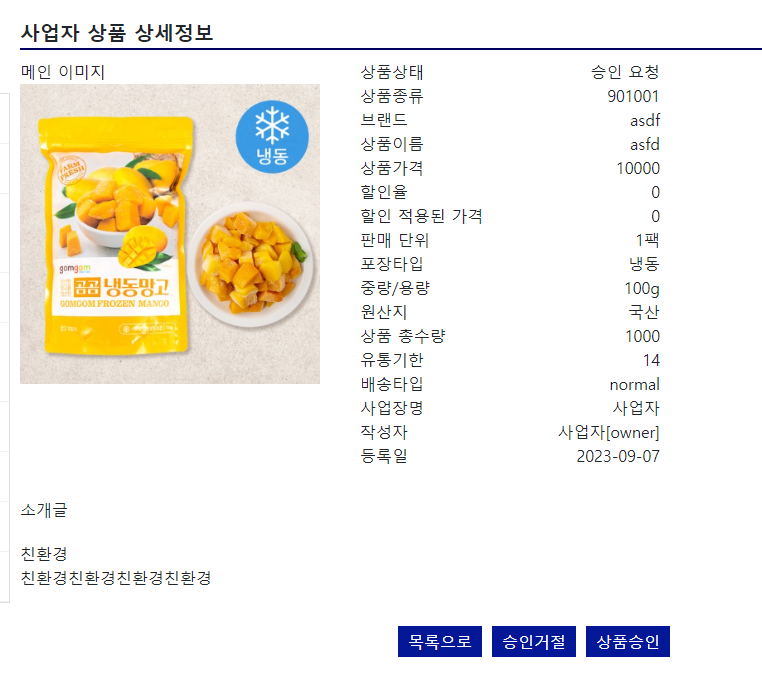 사업자 상품 상세정보
메인 이미지
냉동
FARM FRESH
gomgom
곰곰 냉동망고
GOMGOM FROZEN MANGO
상품상태 승인 요청
상품종류 901001
브랜드 asdf
상품이름 asfd
상품가격 10000
할인율 0
할인 적용된 가격 0
판매 단위 1팩
포장타입 냉동
중량/용량 100g
원산지 국산
상품 총수량 1000
유통기한 14
배송타입 normal
사업장명 사업자
작성자 사업자[owner]
등록일 2023-09-07
소개글
친환경
친환경친환경친환경친환경
목록으로 승인거절 상품승인